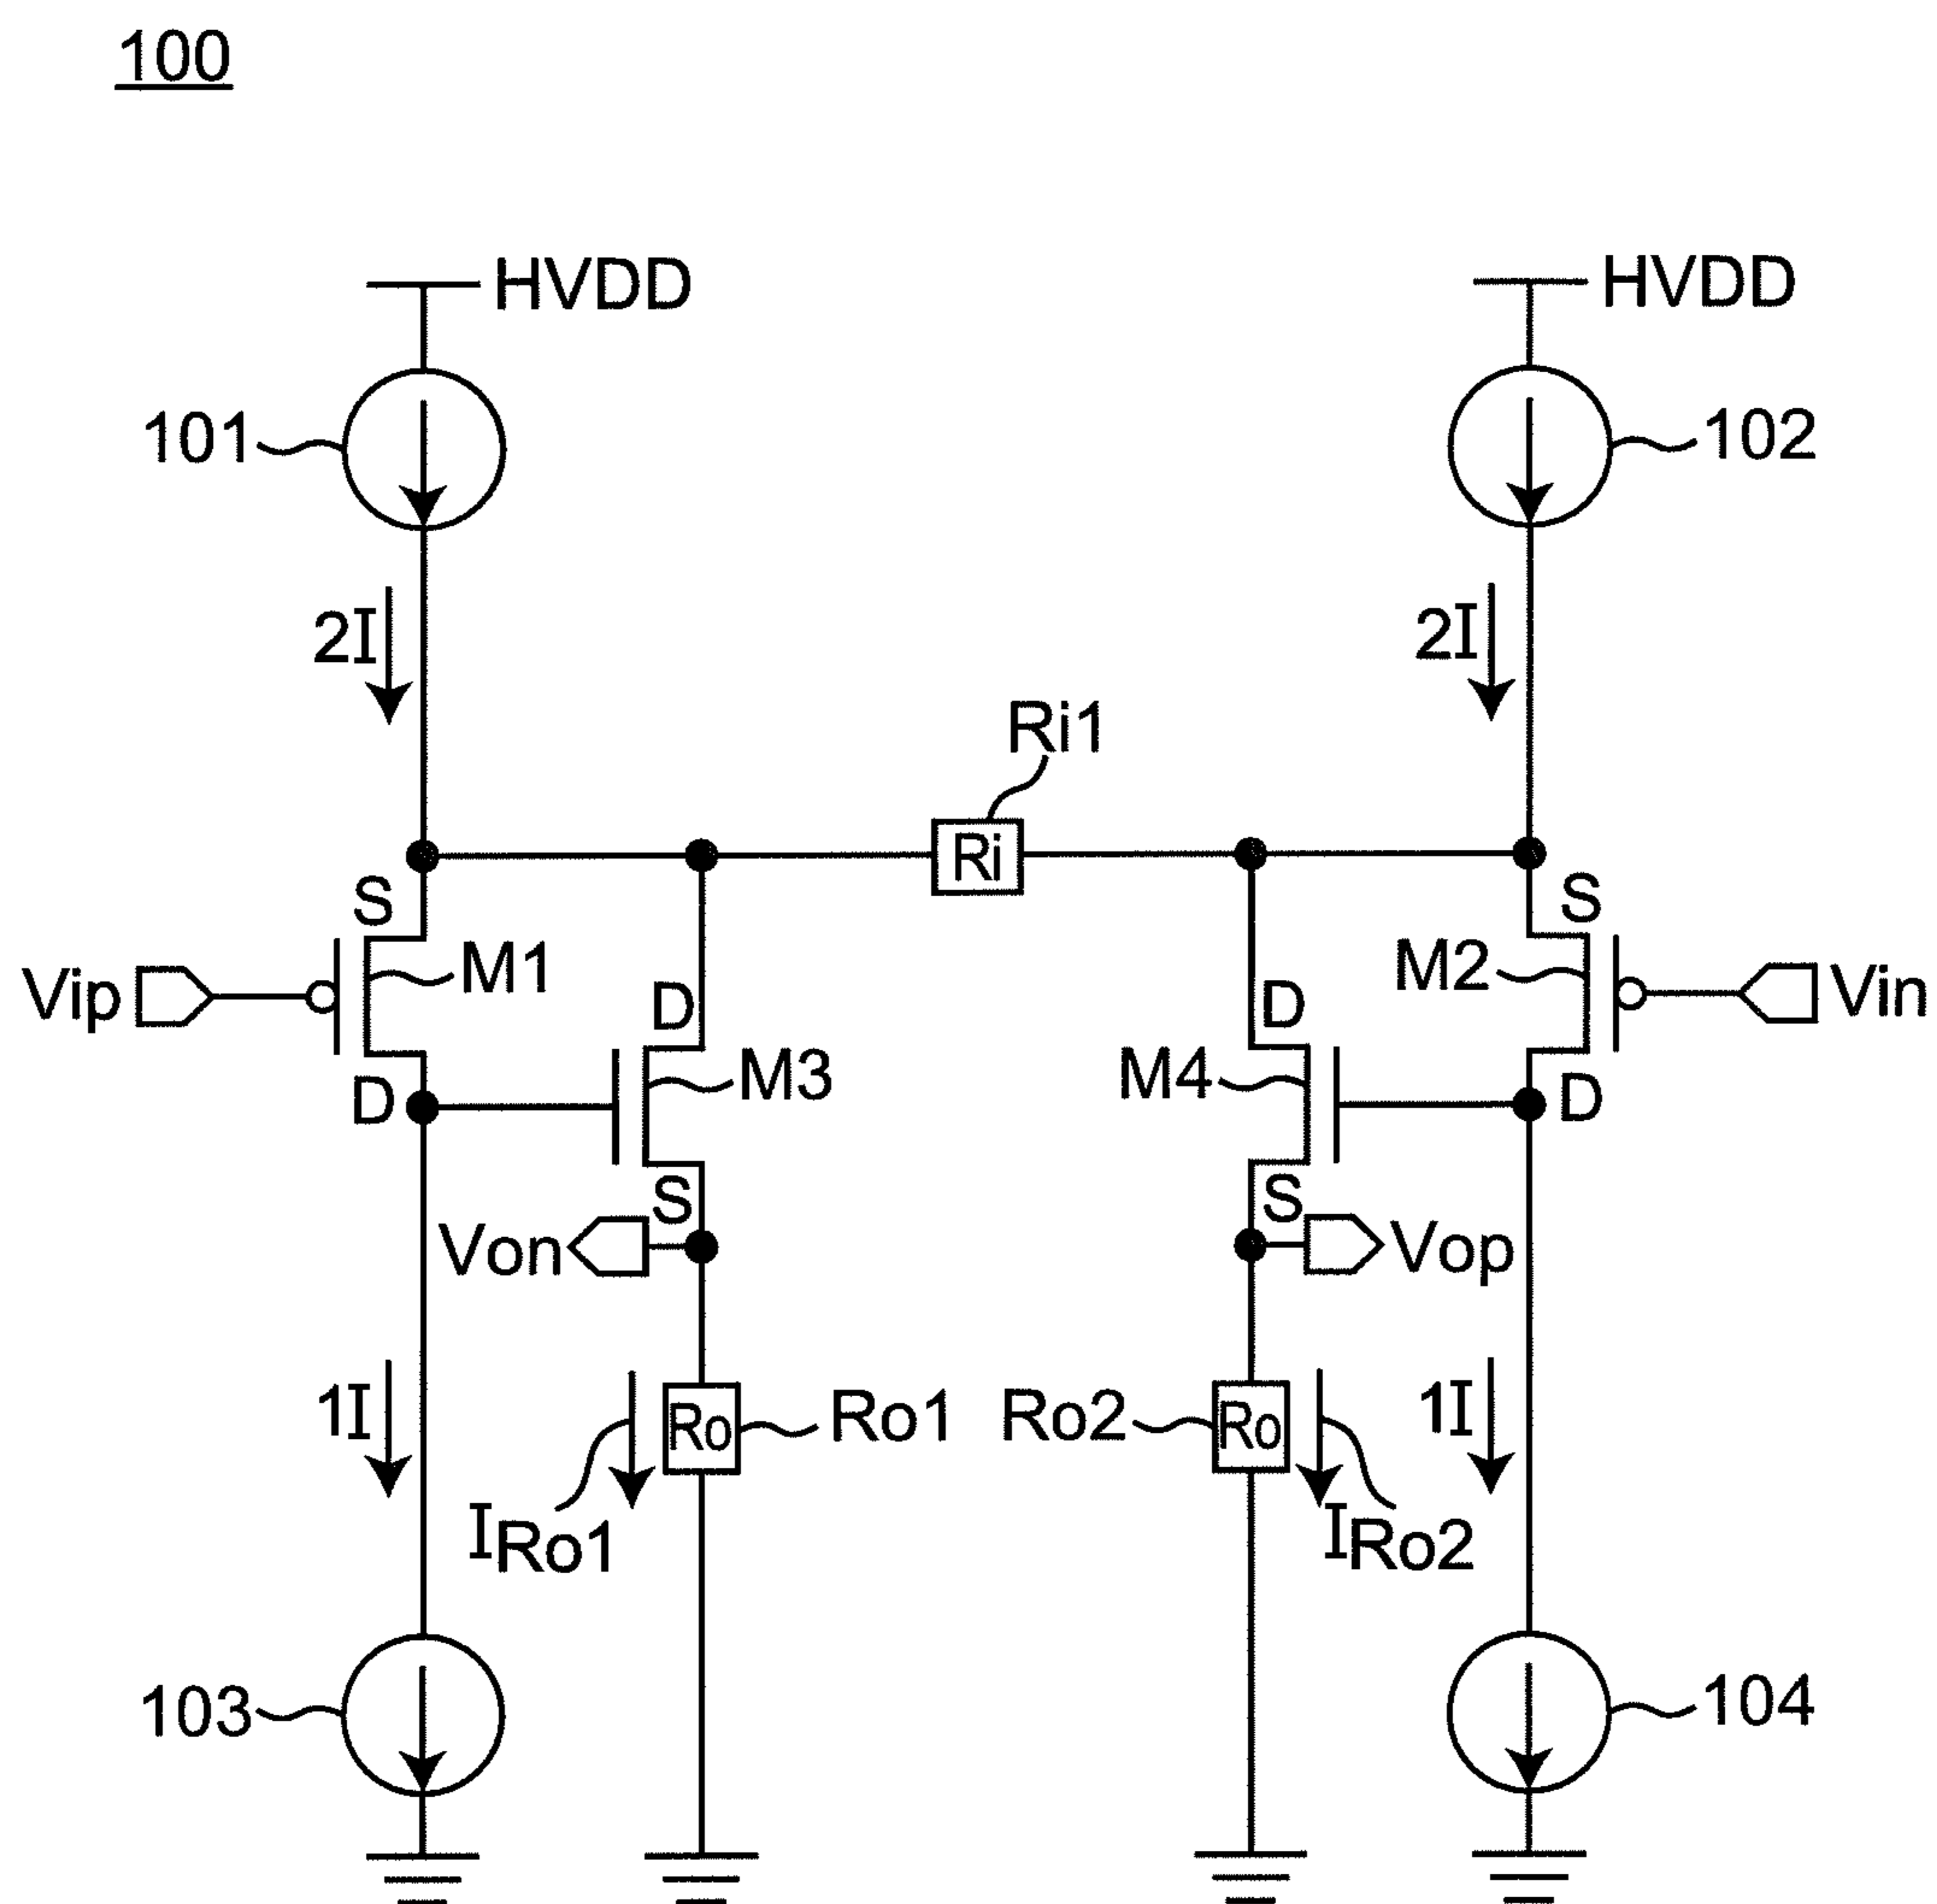 100
HVDD HVDD
101 102
2I 2I
Ri1
Ri
S S
M1 M2
Vip Vin
D D
M3 M4
D D
S S
Von Vop
1I Ro Ro1 Ro2 Ro 1I
IRo1 IRo2
103 104